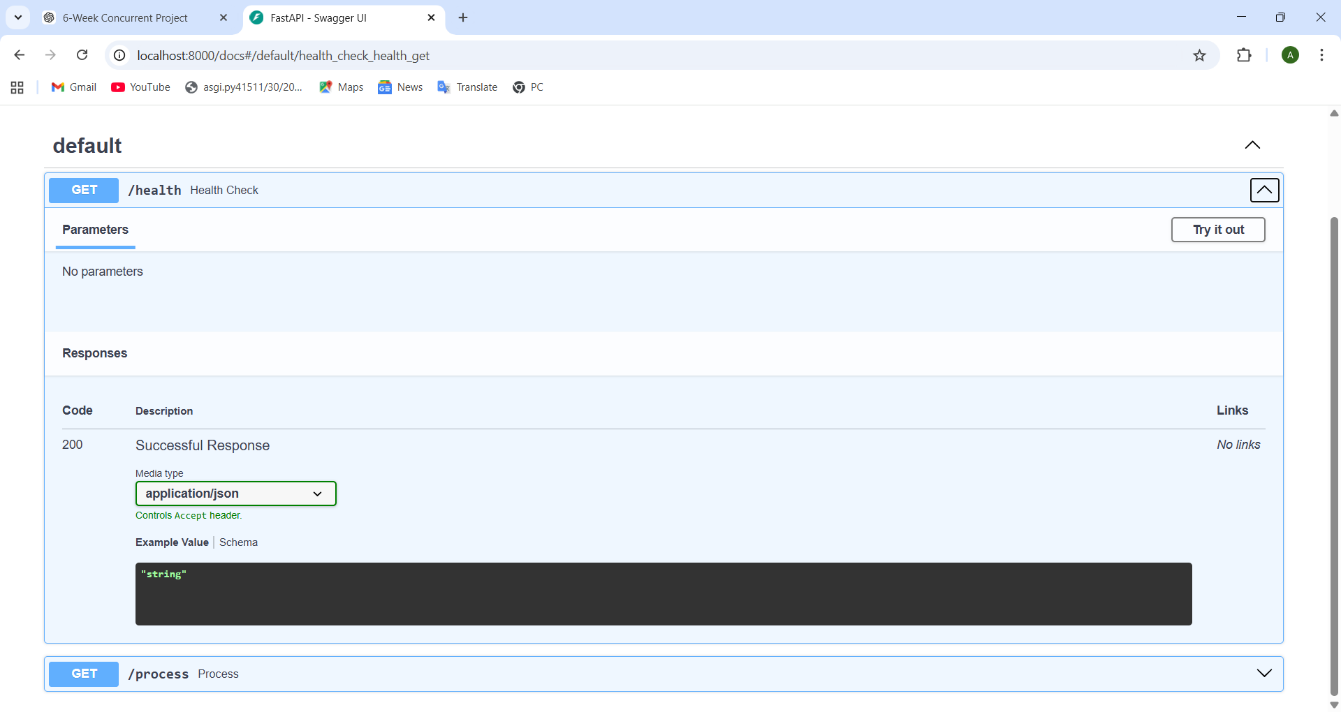 6-Week Concurrent Project
FastAPI - Swagger UI
localhost:8000/docs#/default/health_check_health_get
A
Gmail
YouTube
asgi.py41511/30/20...
Maps
News
Translate
PC
default
GET /health Health Check
Parameters
Try it out
No parameters
Responses
Code Description Links
200 Successful Response No links
Media type
application/json
Controls Accept header.
Example Value | Schema
"string"
GET /process Process